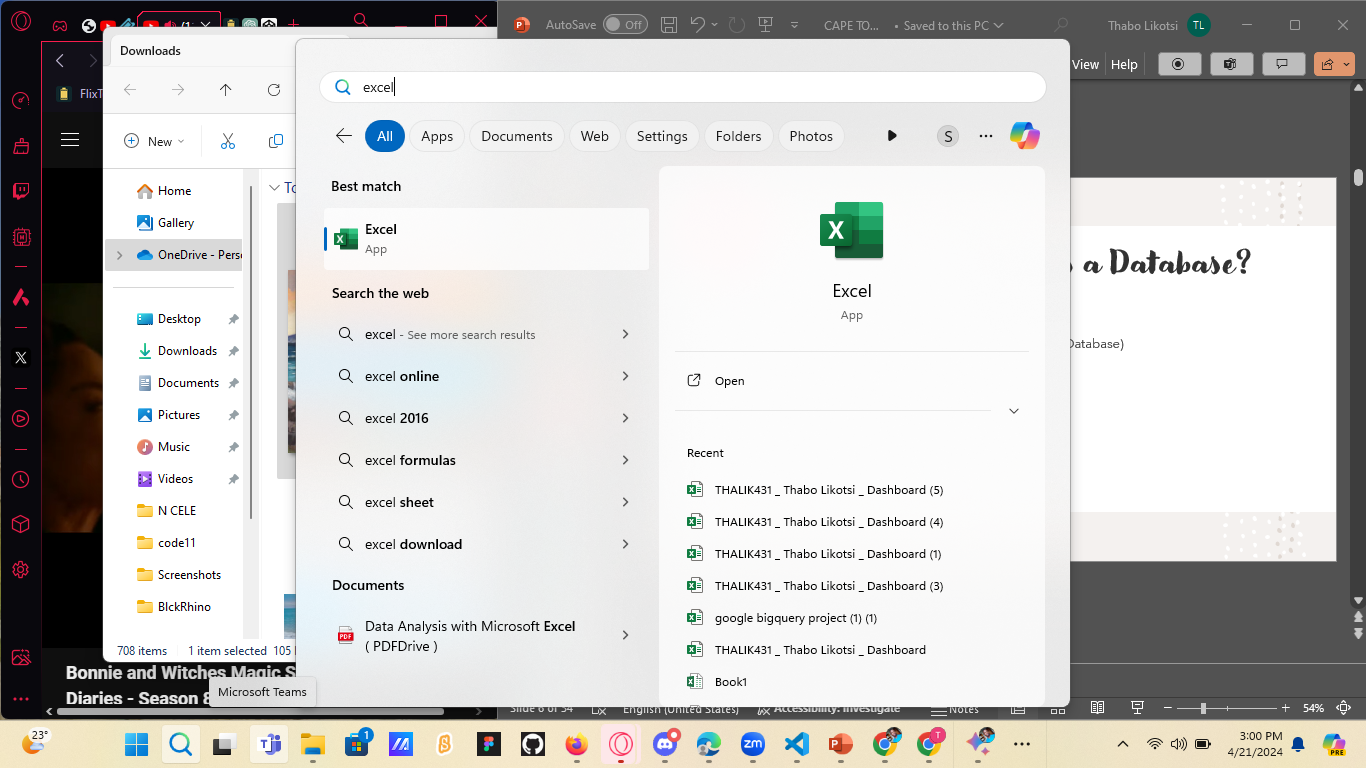 AutoSave
Off
CAPE TO...
• Saved to this PC
Thabo Likotsi
TL
Downloads
excel
View
Help
FlixT
New
All
Apps
Documents
Web
Settings
Folders
Photos
S
Home
Gallery
OneDrive - Pers
Desktop
Downloads
Documents
Pictures
Music
Videos
N CELE
code11
Screenshots
BlckRhino
708 items
1 item selected
105
Best match
Excel
App
Search the web
excel - See more search results
excel online
excel 2016
excel formulas
excel sheet
excel download
Documents
Data Analysis with Microsoft Excel
( PDFDrive )
PDF
Excel
App
Open
Recent
THALIK431 _ Thabo Likotsi _ Dashboard (5)
THALIK431 _ Thabo Likotsi _ Dashboard (4)
THALIK431 _ Thabo Likotsi _ Dashboard (1)
THALIK431 _ Thabo Likotsi _ Dashboard (3)
google bigquery project (1) (1)
THALIK431 _ Thabo Likotsi _ Dashboard
Book1
a Database?
Database)
Bonnie and Witches Magic S
Diaries - Season 8
Microsoft Teams
Slide 6 of 54
English (United States)
Accessibility: Investigate
Notes
54%
23°
1
zm
T
3:00 PM
4/21/2024
PRE